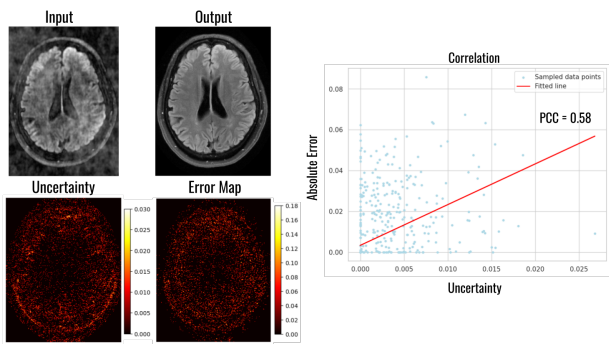 Input
Output
Uncertainty
Error Map
0.030
0.025
0.020
0.015
0.010
0.005
0.000
0.18
0.16
0.14
0.12
0.10
0.08
0.06
0.04
0.02
0.00
Correlation
Sampled data points
Fitted line
PCC = 0.58
Absolute Error
0.08
0.06
0.04
0.02
0.00
0.000
0.005
0.010
0.015
0.020
0.025
Uncertainty